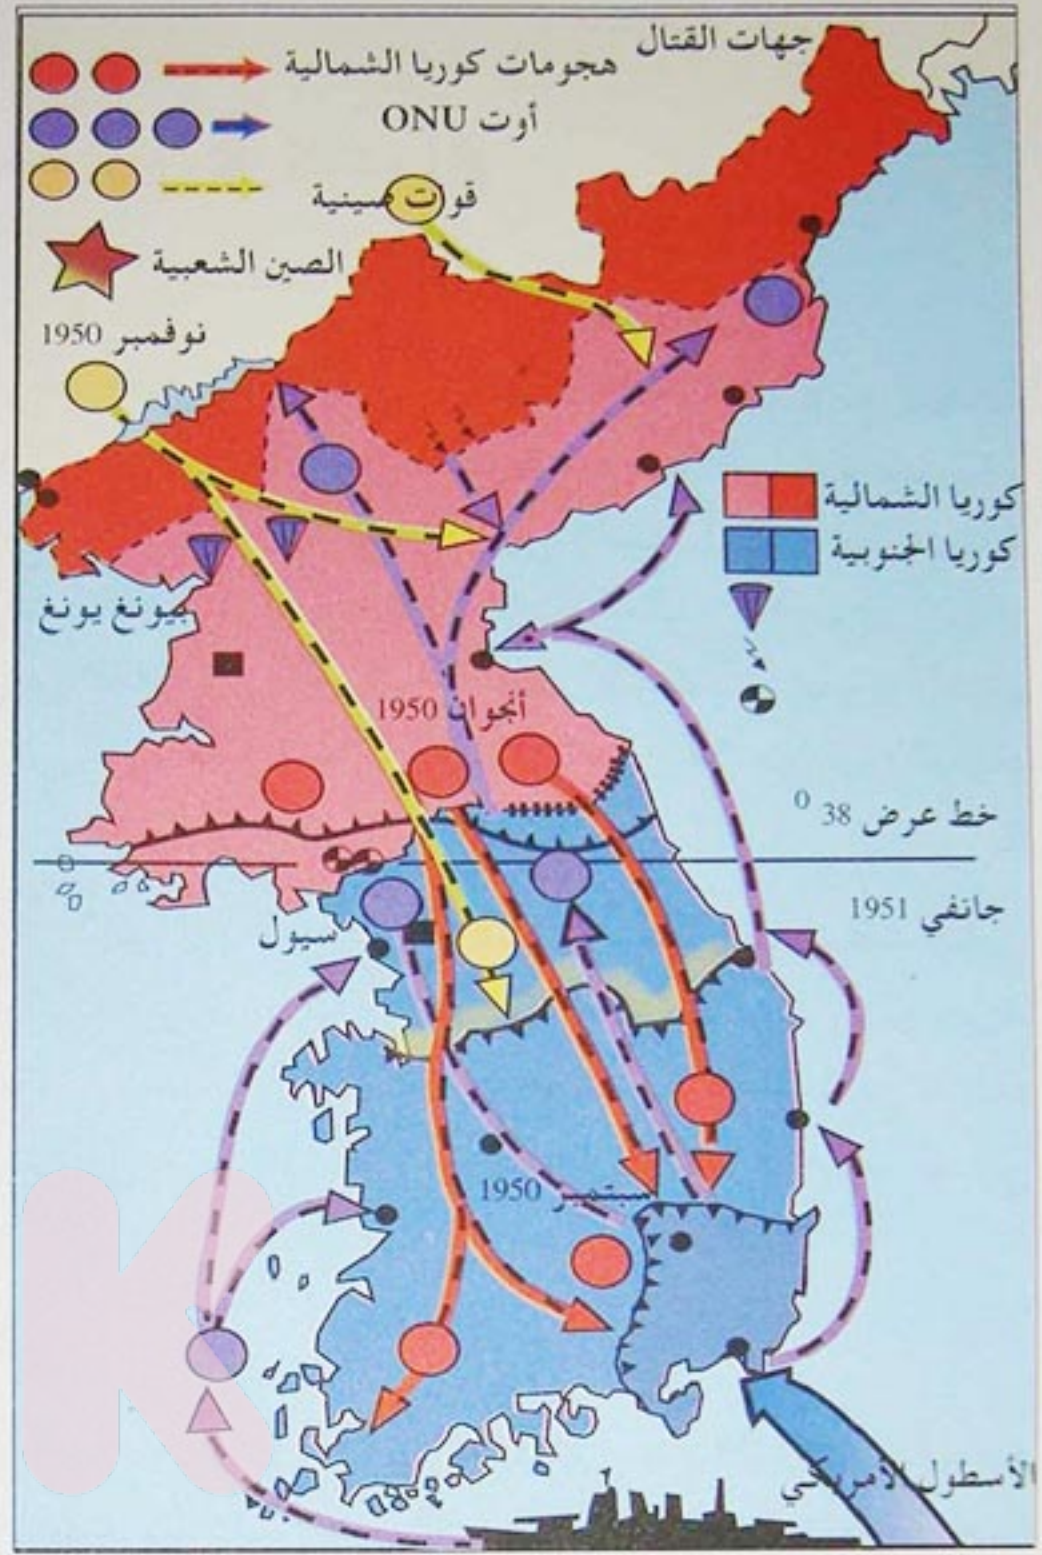 جهات القتال
هجومات كوريا الشمالية
أوت ONU
قوات صينية
الصين الشعبية
نوفمبر 1950
كوريا الشمالية
كوريا الجنوبية
بيونغ يونغ
أنجوان 1950
خط عرض 38 0
جانفي 1951
سيول
سبتمبر 1950
الأسطول الأمريكي
K